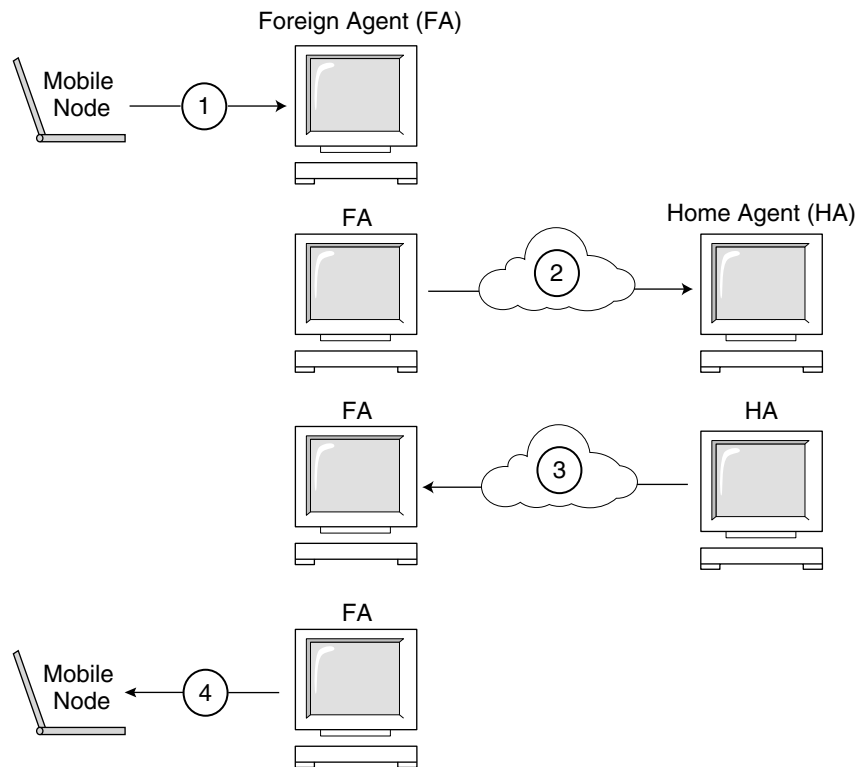 Foreign Agent (FA)
Mobile
Node
1
FA
Home Agent (HA)
2
FA
HA
3
FA
Mobile
Node
4